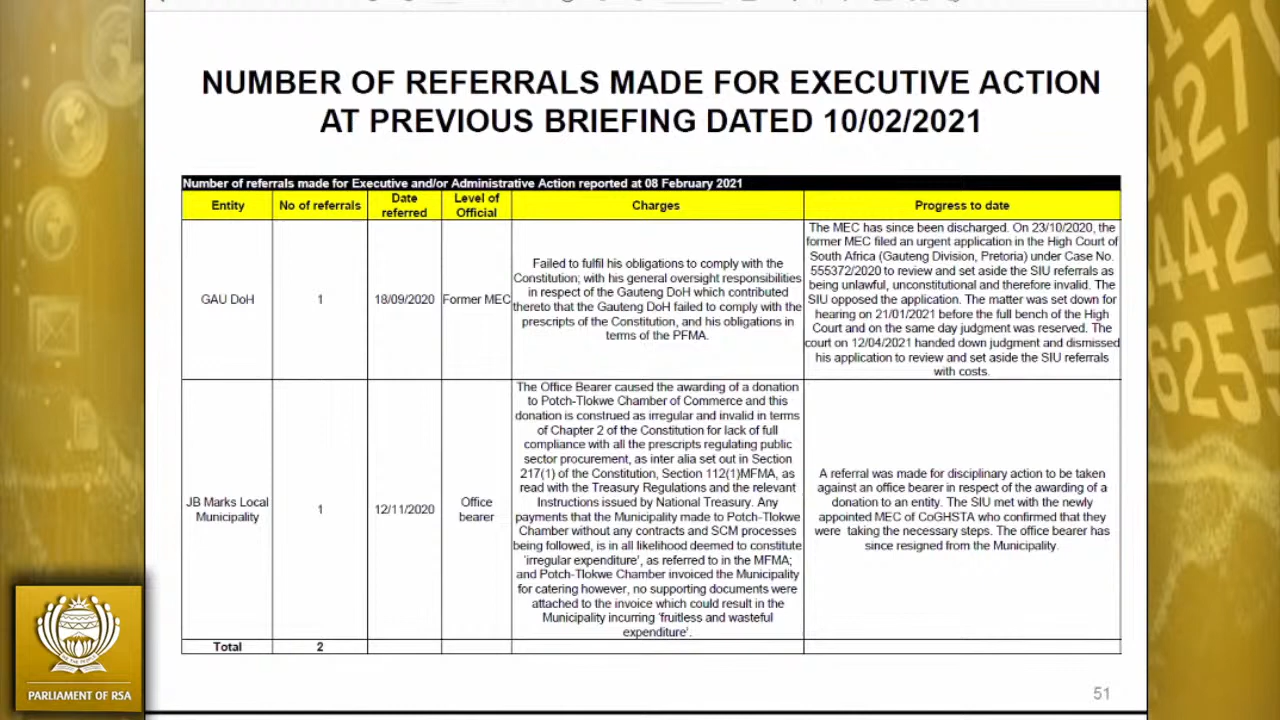 NUMBER OF REFERRALS MADE FOR EXECUTIVE ACTION
AT PREVIOUS BRIEFING DATED 10/02/2021
Number of referrals made for Executive and/or Administrative Action reported at 08 February 2021
Entity
No of referrals
Date
referred
Level of
Official
Charges
Progress to date
GAU DoH
1
18/09/2020
Former MEC
Failed to fulfil his obligations to comply with the
Constitution; with his general oversight responsibilities
in respect of the Gauteng DoH which contributed
thereto that the Gauteng DoH failed to comply with the
prescripts of the Constitution, and his obligations in
terms of the PFMA.
The MEC has since been discharged. On 23/10/2020, the
former MEC filed an urgent application in the High Court of
South Africa (Gauteng Division, Pretoria) under Case No.
555372/2020 to review and set aside the SIU referrals as
being unlawful, unconstitutional and therefore invalid. The
SIU opposed the application. The matter was set down for
hearing on 21/01/2021 before the full bench of the High
Court and on the same day judgment was reserved. The
court on 12/04/2021 handed down judgment and dismissed
his application to review and set aside the SIU referrals
with costs.
JB Marks Local
Municipality
1
12/11/2020
Office
bearer
The Office Bearer caused the awarding of a donation
to Potch-Tlokwe Chamber of Commerce and this
donation is construed as irregular and invalid in terms
of Chapter 2 of the Constitution for lack of full
compliance with all the prescripts regulating public
sector procurement, as inter alia set out in Section
217(1) of the Constitution, Section 112(1)MFMA, as
read with the Treasury Regulations and the relevant
Instructions issued by National Treasury. Any
payments that the Municipality made to Potch-Tlokwe
Chamber without any contracts and SCM processes
being followed, is in all likelihood deemed to constitute
'irregular expenditure', as referred to in the MFMA;
and Potch-Tlokwe Chamber invoiced the Municipality
for catering however, no supporting documents were
attached to the invoice which could result in the
Municipality incurring 'fruitless and wasteful
expenditure'.
A referral was made for disciplinary action to be taken
against an office bearer in respect of the awarding of a
donation to an entity. The SIU met with the newly
appointed MEC of CoGHSTA who confirmed that they
were taking the necessary steps. The office bearer has
since resigned from the Municipality.
Total
2
51
PARLIAMENT OF RSA